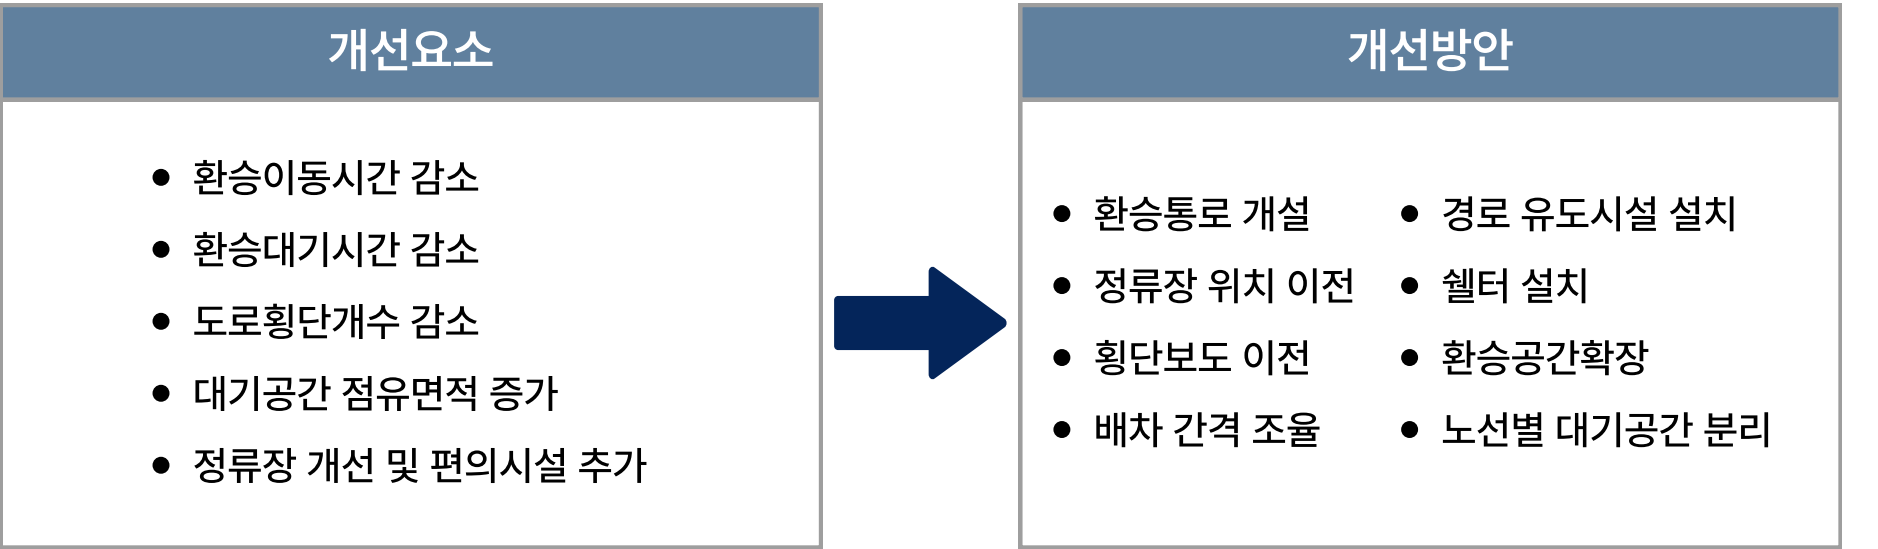 개선요소
• 환승이동시간 감소
• 환승대기시간 감소
• 도로횡단개수 감소
• 대기공간 점유면적 증가
• 정류장 개선 및 편의시설 추가
개선방안
• 환승통로 개설
• 정류장 위치 이전
• 횡단보도 이전
• 배차 간격 조율
• 경로 유도시설 설치
• 쉘터 설치
• 환승공간확장
• 노선별 대기공간 분리